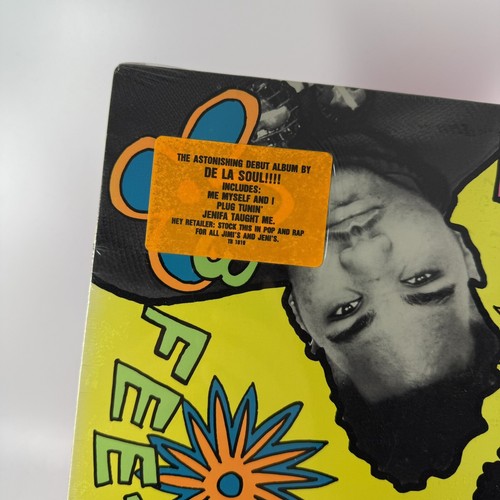 THE ASTONISHING DEBUT ALBUM BY
DE LA SOUL!!!!
INCLUDES:
ME MYSELF AND I
PLUG TUNIN'
JENIFA TAUGHT ME.
HEY RETAILER: STOCK THIS IN POP AND RAP
FOR ALL JIMI'S AND JENI'S.
TB 1019
3
FEE